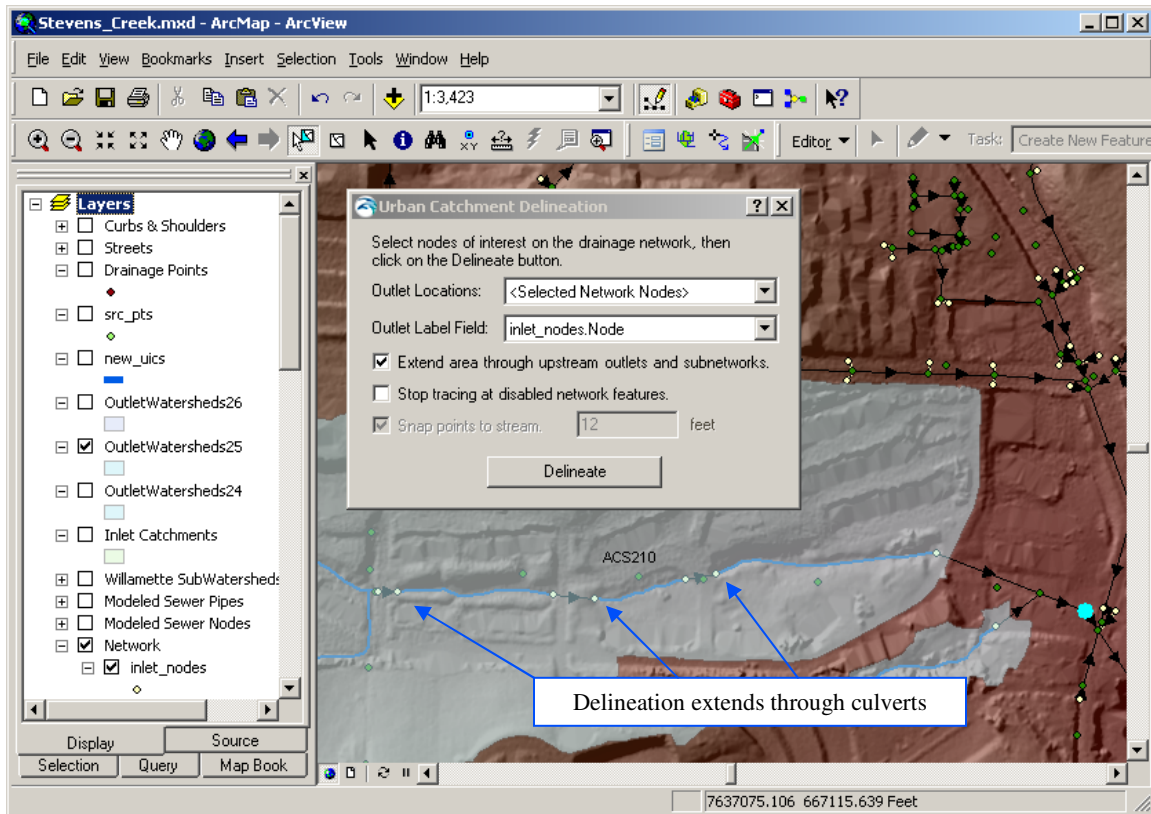 Stevens_Creek.mxd - ArcMap - ArcView
File Edit View Bookmarks Insert Selection Tools Window Help
1:3,423
XY
Editor
Task:
Create New Feature
Layers
Curbs & Shoulders
Streets
Drainage Points
src_pts
new_uics
OutletWatersheds26
OutletWatersheds25
OutletWatersheds24
Inlet Catchments
Willamette SubWatersheds
Modeled Sewer Pipes
Modeled Sewer Nodes
Network
inlet_nodes
Display
Source
Selection
Query
Map Book
Urban Catchment Delineation
Select nodes of interest on the drainage network, then
click on the Delineate button.
Outlet Locations: <Selected Network Nodes>
Outlet Label Field: inlet_nodes.Node
Extend area through upstream outlets and subnetworks.
Stop tracing at disabled network features.
Snap points to stream. 12 feet
Delineate
ACS210
Delineation extends through culverts
7637075.106 667115.639 Feet